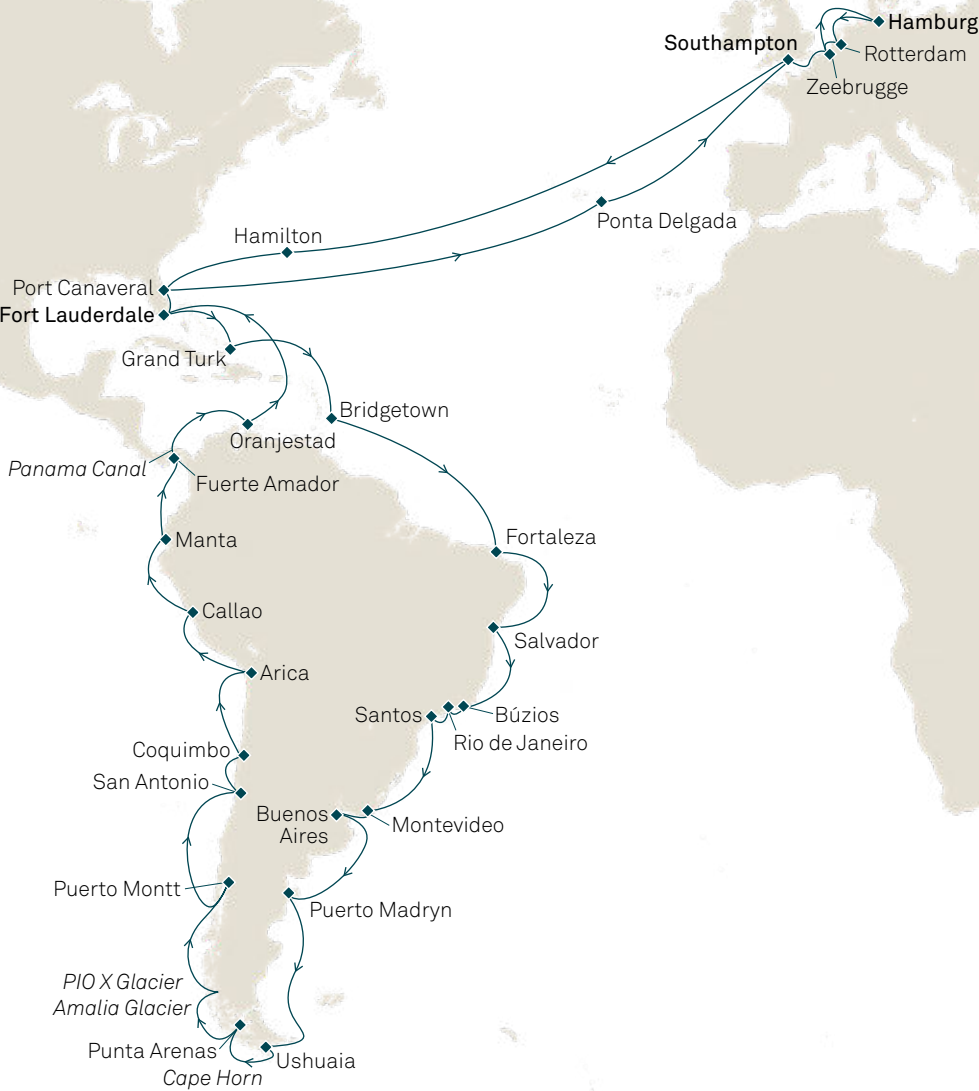 Hamburg
Southampton
Rotterdam
Zeebrugge
Ponta Delgada
Hamilton
Port Canaveral
Fort Lauderdale
Grand Turk
Bridgetown
Oranjestad
Panama Canal
Fuerte Amador
Manta
Fortaleza
Callao
Salvador
Arica
Santos
Búzios
Rio de Janeiro
Coquimbo
San Antonio
Buenos
Aires
Montevideo
Puerto Montt
Puerto Madryn
PIO X Glacier
Amalia Glacier
Punta Arenas
Ushuaia
Cape Horn